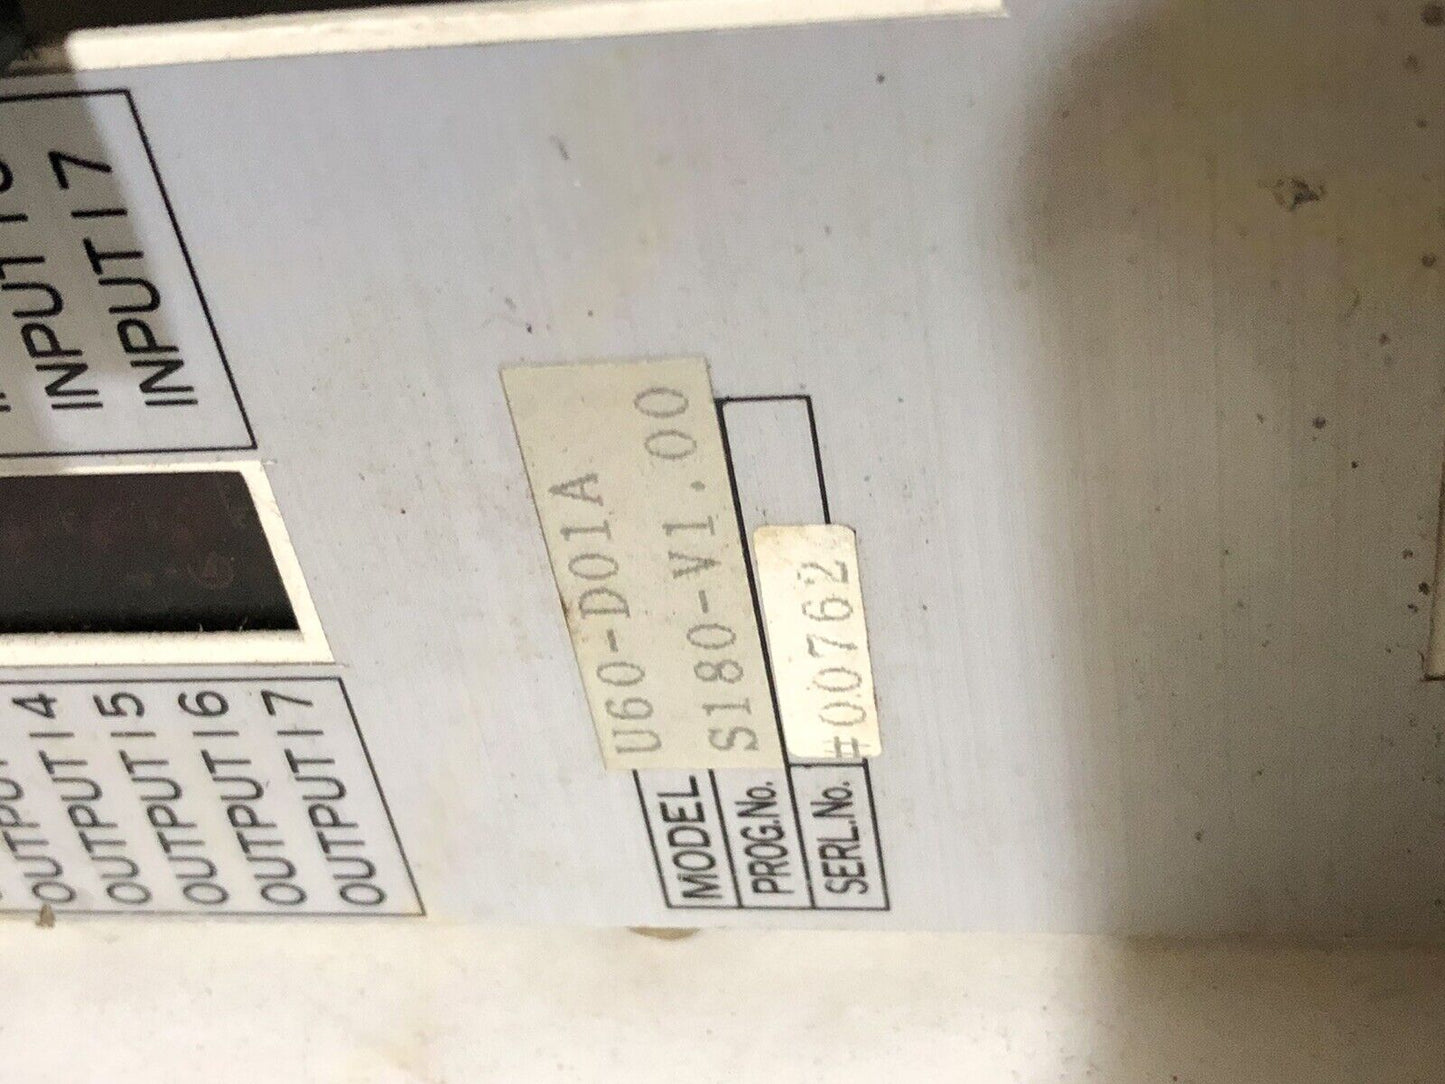 INPUT 17
OUTPUT 14
OUTPUT 15
OUTPUT 16
OUTPUT 17
MODEL U60-D01A
PROG.No. S180-V1.00
SERL.No. #00762